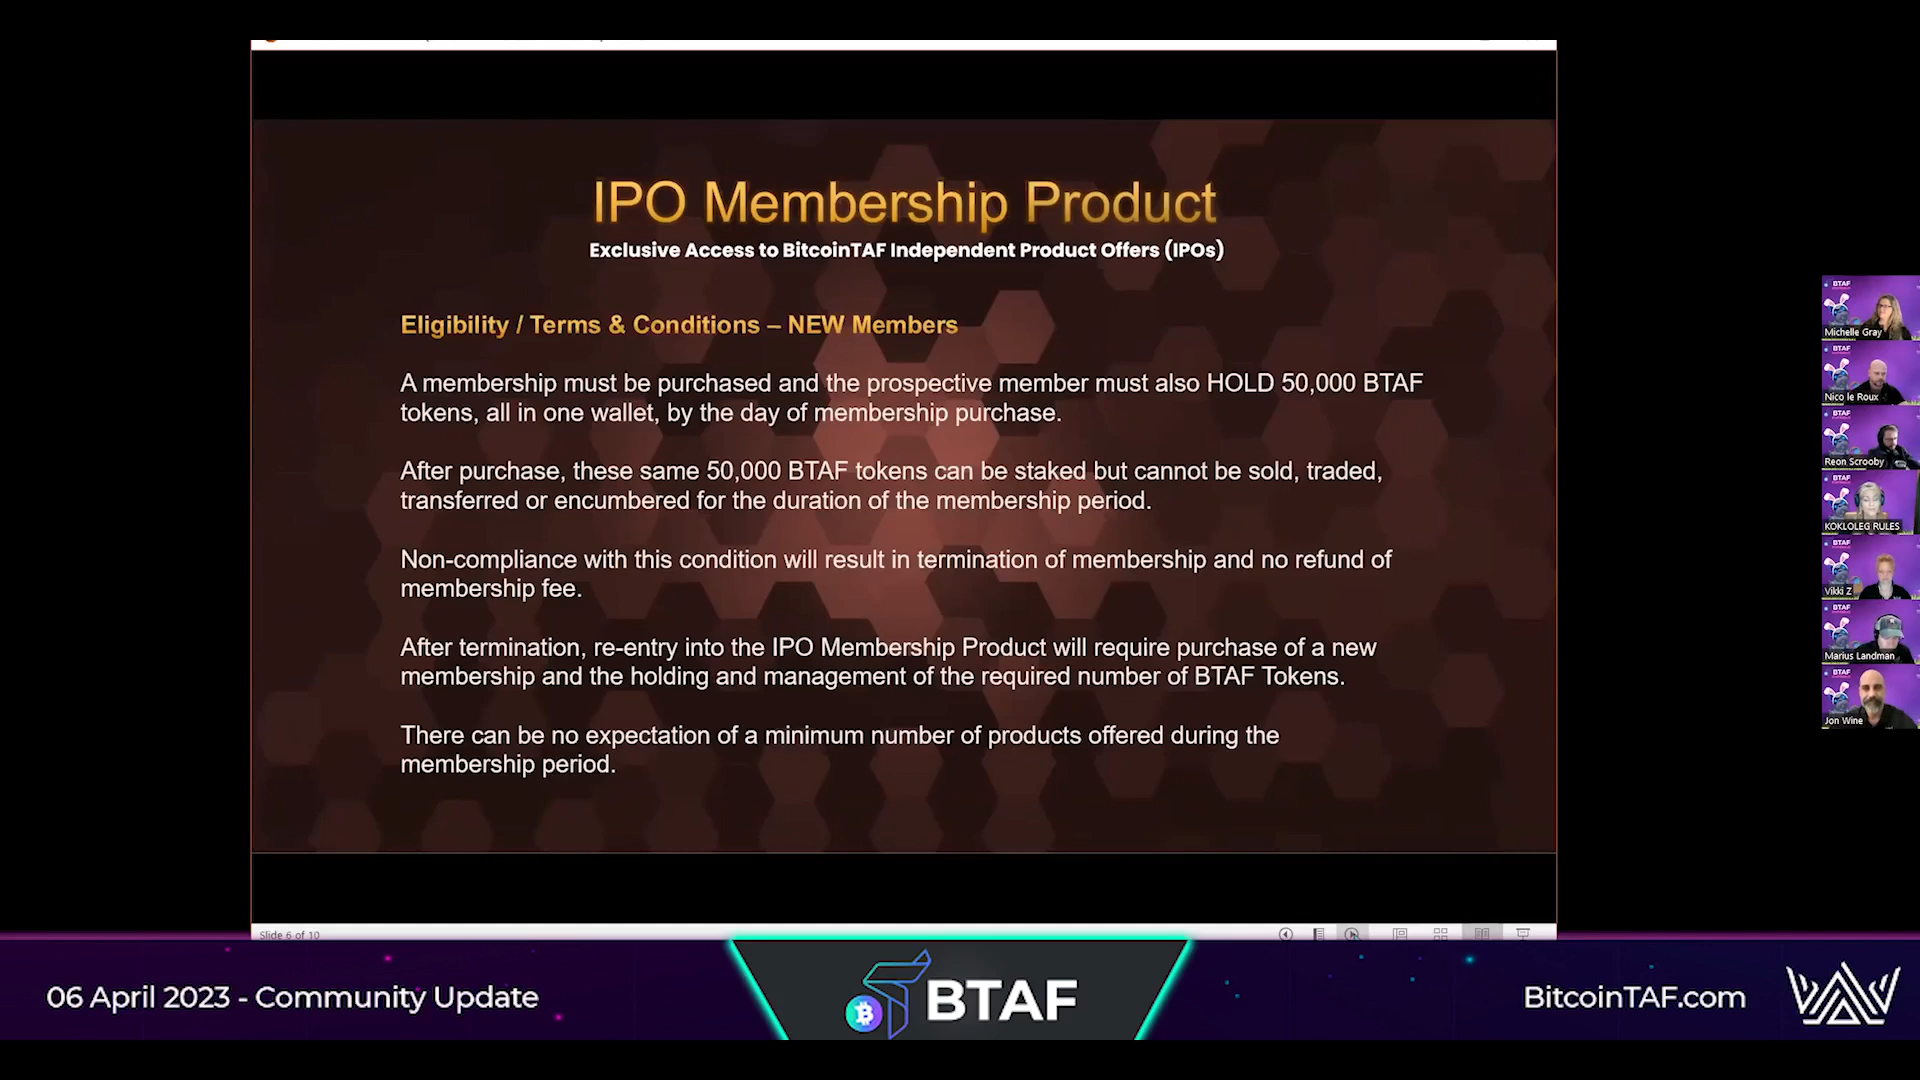 IPO Membership Product
Exclusive Access to BitcoinTAF Independent Product Offers (IPOs)
Eligibility / Terms & Conditions – NEW Members
A membership must be purchased and the prospective member must also HOLD 50,000 BTAF
tokens, all in one wallet, by the day of membership purchase.
After purchase, these same 50,000 BTAF tokens can be staked but cannot be sold, traded,
transferred or encumbered for the duration of the membership period.
Non-compliance with this condition will result in termination of membership and no refund of
membership fee.
After termination, re-entry into the IPO Membership Product will require purchase of a new
membership and the holding and management of the required number of BTAF Tokens.
There can be no expectation of a minimum number of products offered during the
membership period.
Slide 6 of 10
BTAF
Michelle Gray
BTAF
Nico le Roux
BTAF
Reon Scrooby
BTAF
KOKLOLEG RULES
BTAF
Vikki Z
BTAF
Marius Landman
BTAF
Jon Wine
06 April 2023 - Community Update
BTAF
BitcoinTAF.com